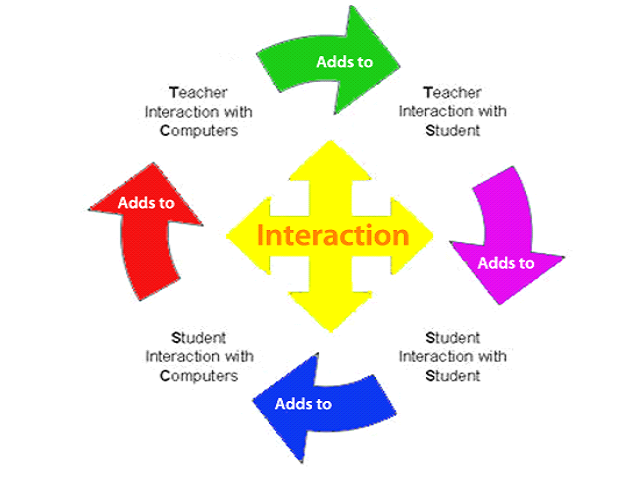 Adds to
Teacher
Interaction with
Computers
Teacher
Interaction with
Student
Adds to
Interaction
Adds to
Student
Interaction with
Computers
Student
Interaction with
Student
Adds to